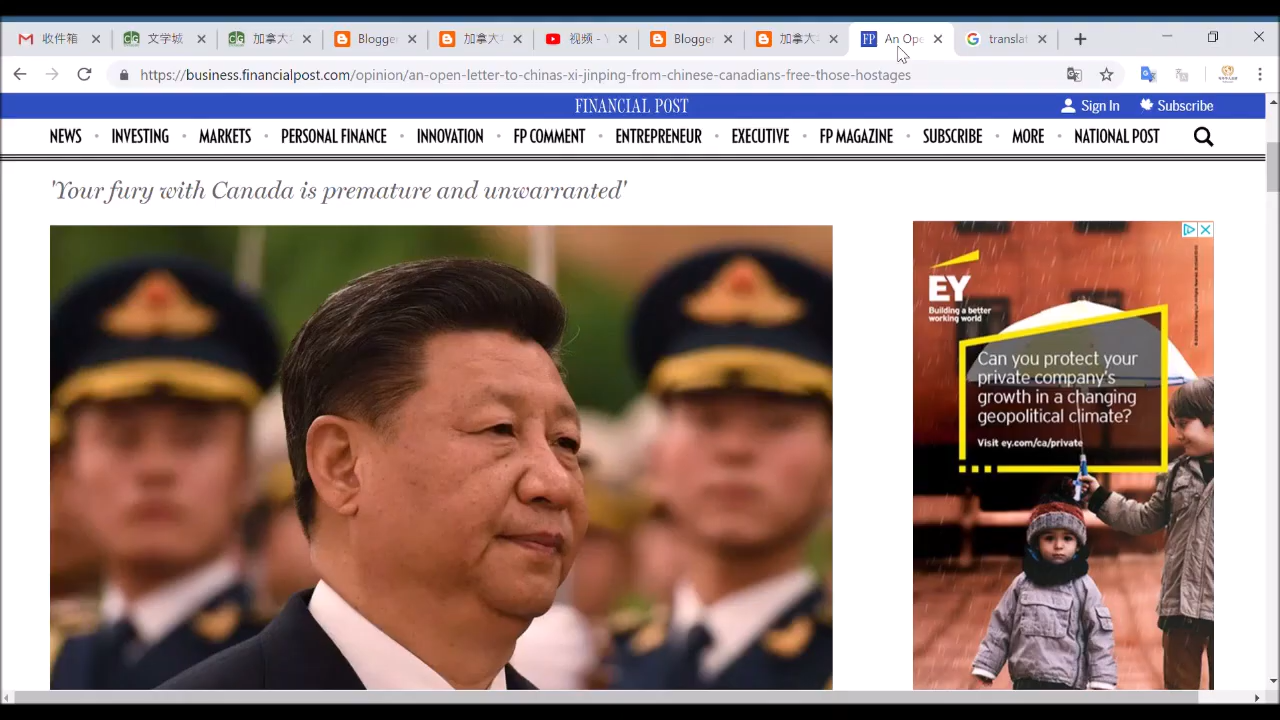 收件箱
文学城
加拿大
Blogger
加拿大
视频 - Y
Blogger
加拿大
An Ope
translat
https://business.financialpost.com/opinion/an-open-letter-to-chinas-xi-jinping-from-chinese-canadians-free-those-hostages
FINANCIAL POST
Sign In
Subscribe
NEWS • INVESTING • MARKETS • PERSONAL FINANCE • INNOVATION • FP COMMENT • ENTREPRENEUR • EXECUTIVE • FP MAGAZINE • SUBSCRIBE • MORE • NATIONAL POST
'Your fury with Canada is premature and unwarranted'
EY
Building a better
working world
Can you protect your
private company's
growth in a changing
geopolitical climate?
Visit ey.com/ca/private